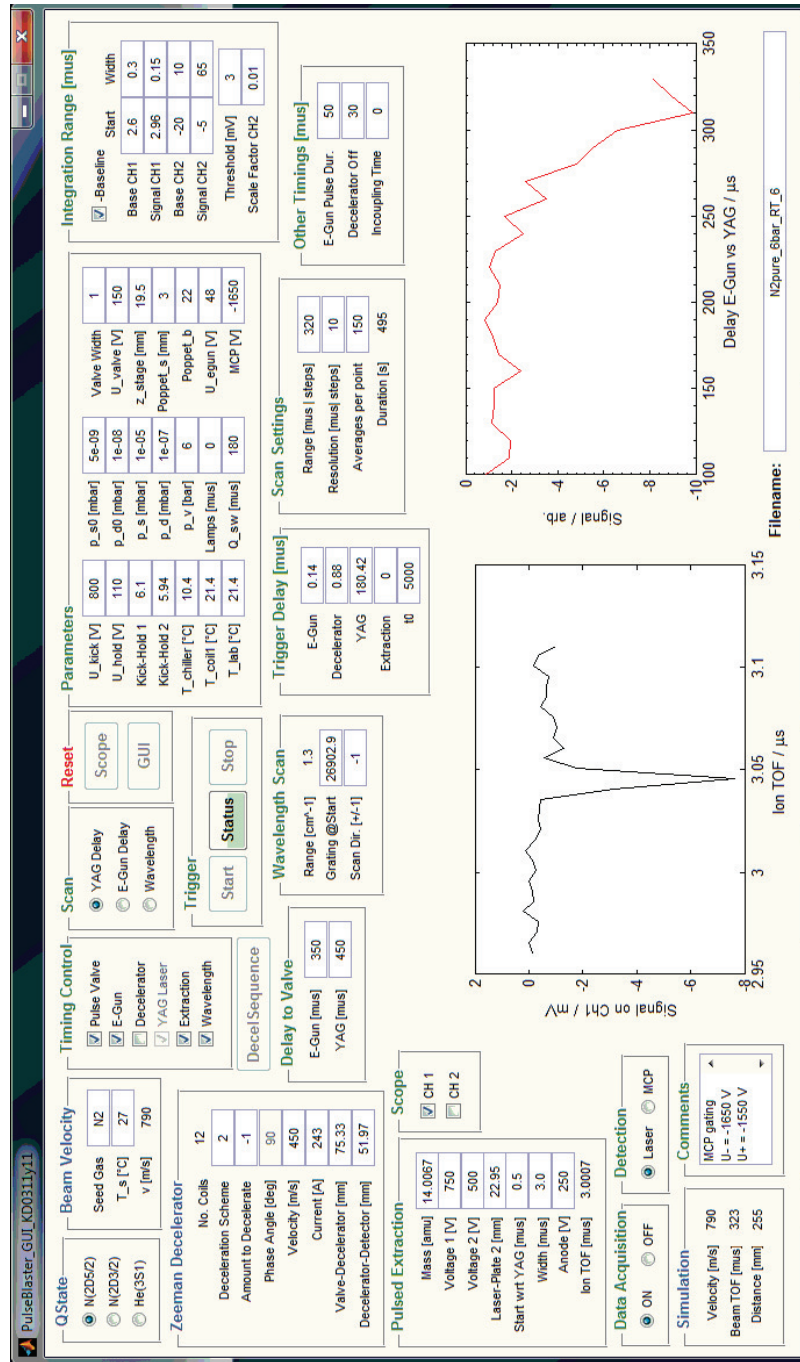 PulseBlaster_GUI_KD0311y11
QState
N(2D5/2)
N(2D3/2)
He(3S1)
Beam Velocity
Seed Gas N2
T_s [°C] 27
v [m/s] 790
Timing Control
Pulse Valve
E-Gun
Decelerator
YAG Laser
Extraction
Wavelength
Scan
YAG Delay
E-Gun Delay
Wavelength
Reset
Scope
GUI
Trigger
Start Status Stop
Parameters
U_kick [V] 800 p_s0 [mbar] 5e-09 Valve Width 1
U_hold [V] 110 p_d0 [mbar] 1e-08 U_valve [V] 150
Kick-Hold 1 6.1 p_s [mbar] 1e-05 z_stage [mm] 19.5
Kick-Hold 2 5.94 p_d [mbar] 1e-07 Poppet_s [mm] 3
T_chiller [°C] 10.4 p_v [bar] 6 Poppet_b 22
T_coil1 [°C] 21.4 Lamps [mus] 0 U_egun [V] 48
T_lab [°C] 21.4 Q_sw [mus] 180 MCP [V] -1650
Integration Range [mus]
-Baseline Start Width
Base CH1 2.6 0.3
Signal CH1 2.96 0.15
Base CH2 -20 10
Signal CH2 -5 65
Threshold [mV] 3
Scale Factor CH2 0.01
Zeeman Decelerator
No. Coils 12
Deceleration Scheme 2
Amount to Decelerate -1
Phase Angle [deg] 90
Velocity [m/s] 450
Current [A] 243
Valve-Decelerator [mm] 75.33
Decelerator-Detector [mm] 51.97
DecelSequence
Delay to Valve
E-Gun [mus] 350
YAG [mus] 450
Wavelength Scan
Range [cm^-1] 1.3
Grating @Start 26902.9
Scan Dir. [+/-1] -1
Trigger Delay [mus]
E-Gun 0.14
Decelerator 0.88
YAG 180.42
Extraction 0
t0 5000
Scan Settings
Range [mus | steps] 320
Resolution [mus| steps] 10
Averages per point 150
Duration [s] 495
Other Timings [mus]
E-Gun Pulse Dur. 50
Decelerator Off 30
Incoupling Time 0
Pulsed Extraction
Mass [amu] 14.0067
Voltage 1 [V] 750
Voltage 2 [V] 500
Laser-Plate 2 [mm] 22.95
Start wrt YAG [mus] 0.5
Width [mus] 3.0
Anode [V] 250
Ion TOF [mus] 3.0007
Scope
CH 1
CH 2
Data Acquisition
ON OFF
Detection
Laser MCP
Simulation
Velocity [m/s] 790
Beam TOF [mus] 323
Distance [mm] 255
Comments
MCP gating
U- = -1650 V
U+ = -1550 V
Signal on Ch1 / mV
2
0
-2
-4
-6
-8
2.95 3 3.05 3.1 3.15
Ion TOF / µs
Signal / arb.
0
-2
-4
-6
-8
-10
100 150 200 250 300 350
Delay E-Gun vs YAG / µs
Filename: N2pure_6bar_RT_6